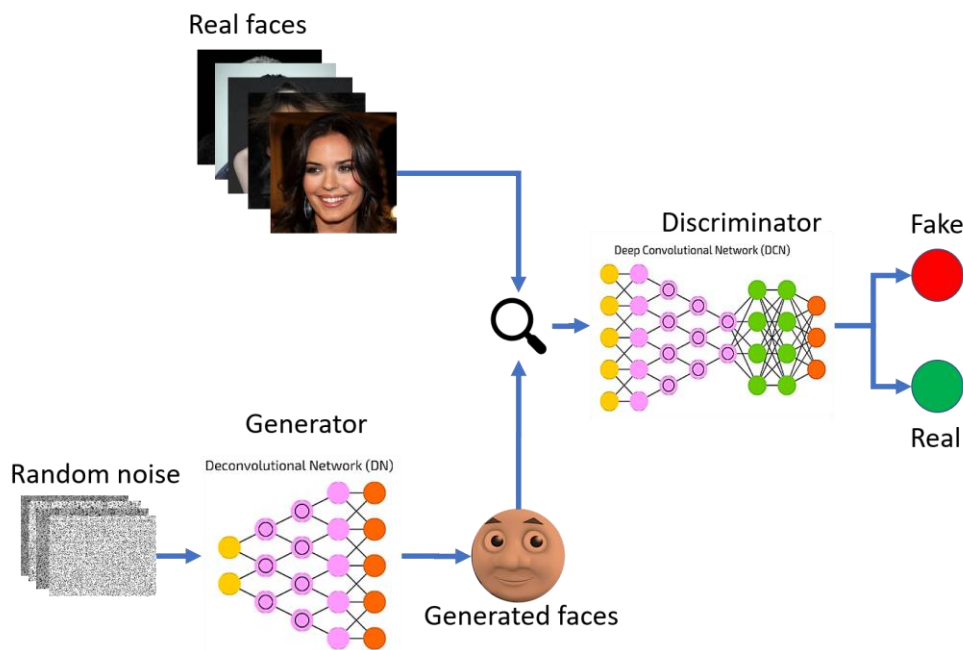 Real faces
Discriminator
Fake
Deep Convolutional Network (DCN)
Generator
Real
Deconvolutional Network (DN)
Random noise
Generated faces